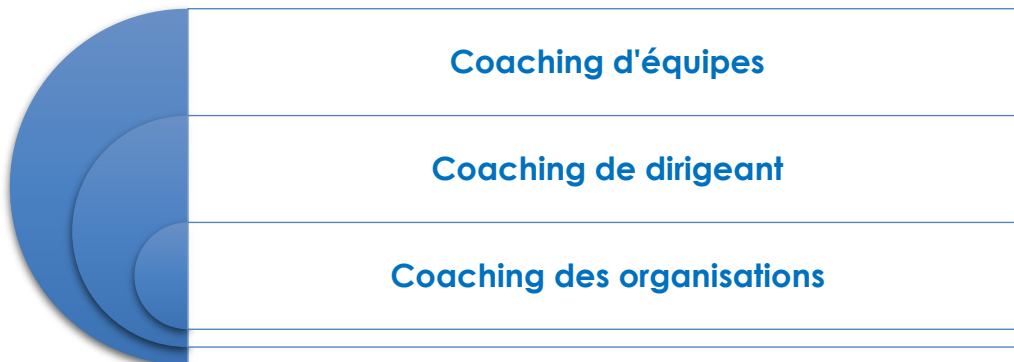 Coaching d'équipes
Coaching de dirigeant
Coaching des organisations